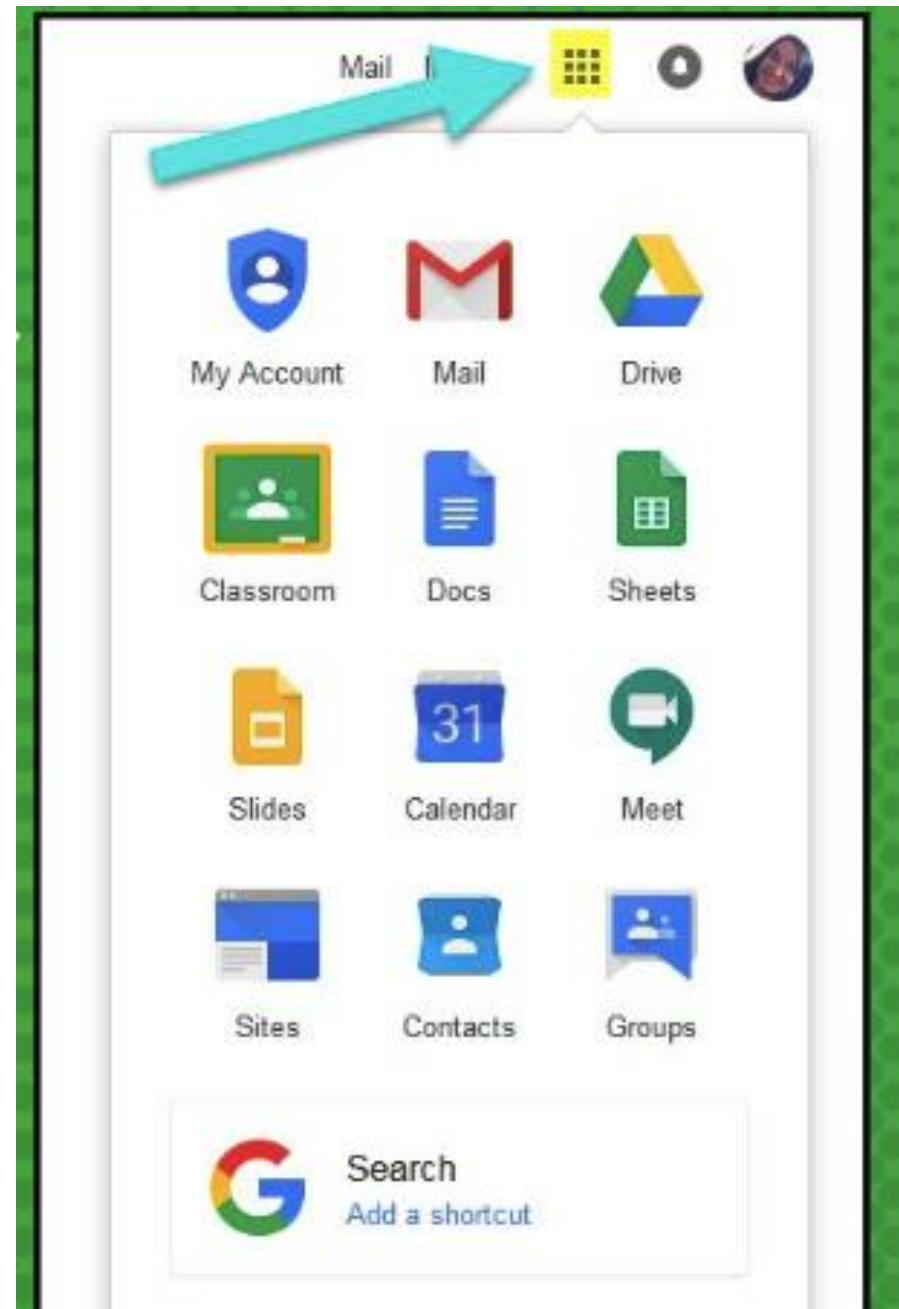 Mail
My Account Mail Drive
Classroom Docs Sheets
31
Slides Calendar Meet
Sites Contacts Groups
G Search
Add a shortcut